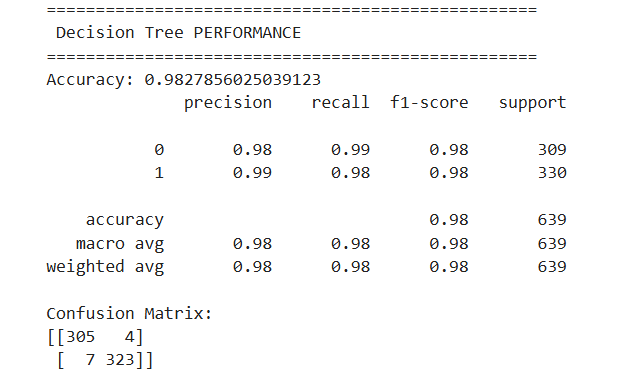 ==================================================
 Decision Tree PERFORMANCE
==================================================
Accuracy: 0.9827856025039123
              precision    recall  f1-score   support

           0       0.98      0.99      0.98       309
           1       0.99      0.98      0.98       330

    accuracy                           0.98       639
   macro avg       0.98      0.98      0.98       639
weighted avg       0.98      0.98      0.98       639

Confusion Matrix:
[[305   4]
 [  7 323]]